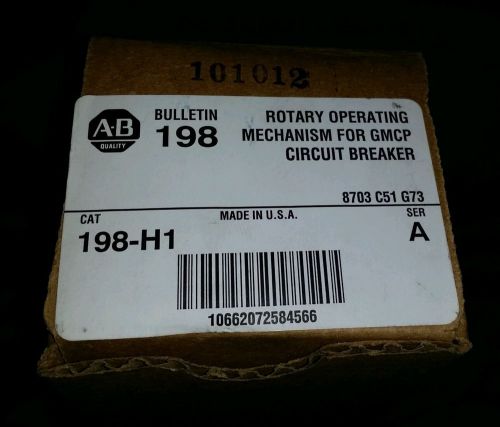 101012
A-B
QUALITY
BULLETIN
198
ROTARY OPERATING
MECHANISM FOR GMCP
CIRCUIT BREAKER
8703 C51 G73
CAT
MADE IN U.S.A.
SER
198-H1
A
10662072584566